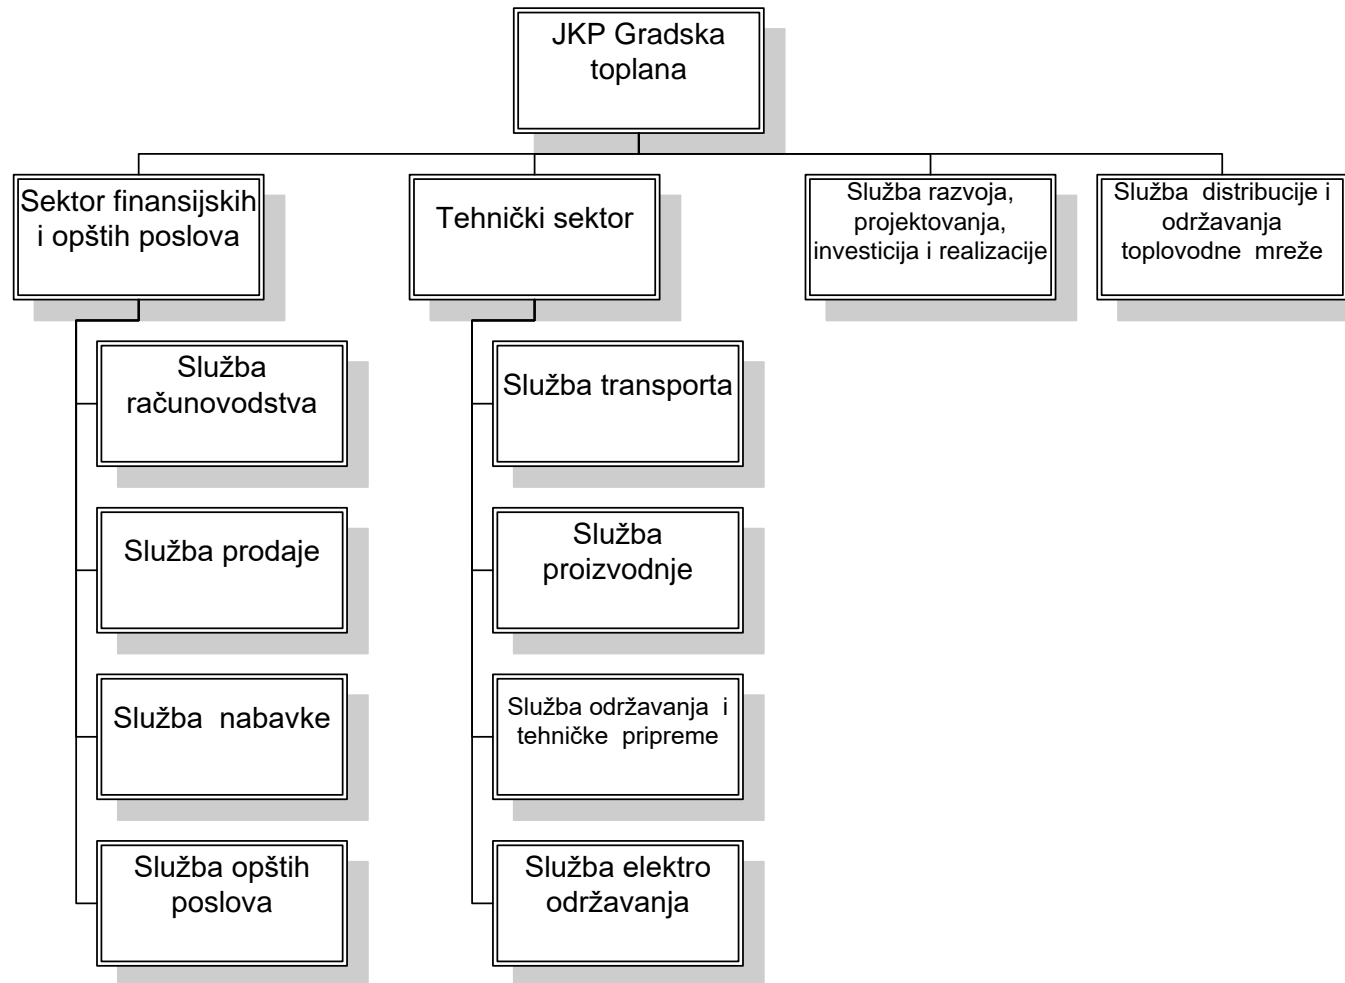 JKP Gradska
toplana
Sektor finansijskih
i opštih poslova
Tehnički sektor
Služba razvoja,
projektovanja,
investicija i realizacije
Služba  distribucije i
održavanja
toplovodne  mreže
Služba
računovodstva
Služba prodaje
Služba  nabavke
Služba opštih
poslova
Služba transporta
Služba
proizvodnje
Služba održavanja  i
tehničke  pripreme
Služba elektro
održavanja